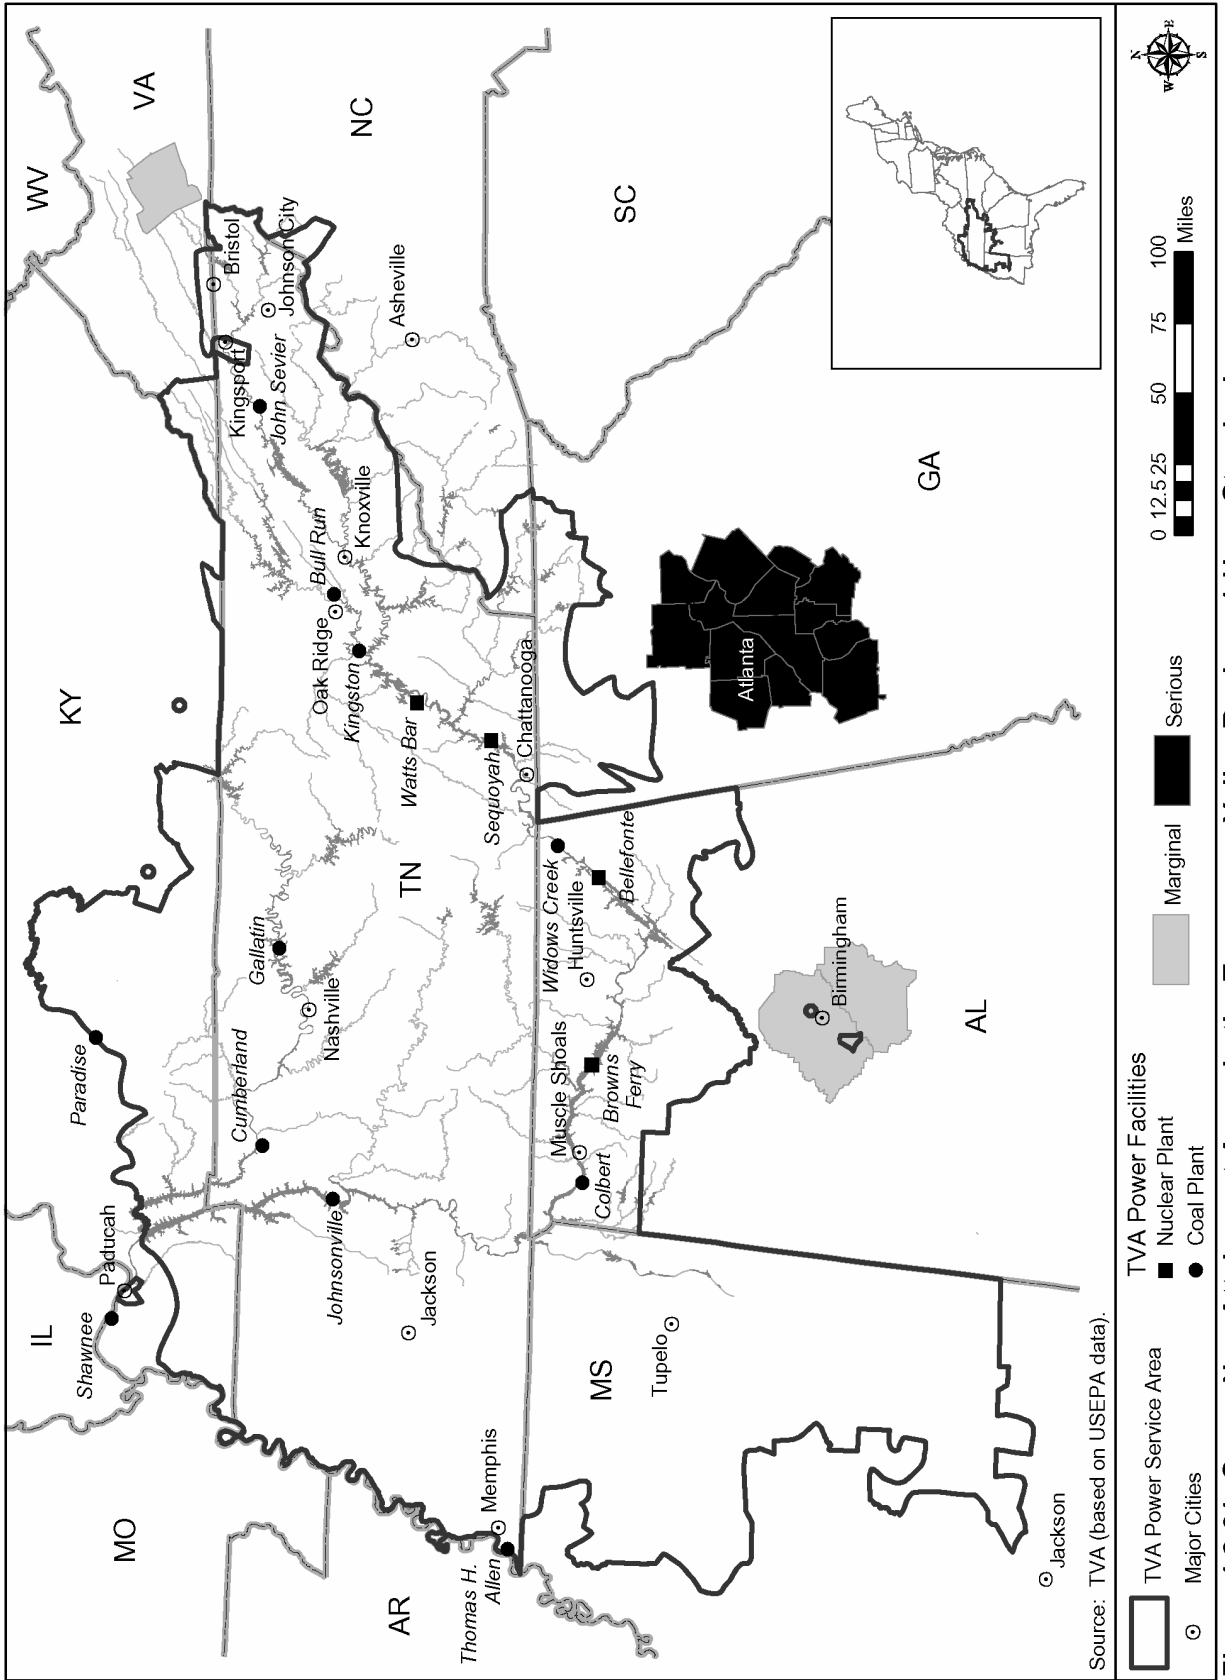 WV
VA
IL
KY
MO
NC
Bristol
Johnson City
Kingsport
John Sevier
Asheville
Shawnee
Paducah
Paradise
Cumberland
Gallatin
Nashville
Oak Ridge
Bull Run
Knoxville
Kingston
Watts Bar
Sequoyah
Chattanooga
TN
Johnsonville
Jackson
AR
Thomas H.
Allen
Memphis
SC
Muscle Shoals
Colbert
Browns
Ferry
Widows Creek
Huntsville
Bellefonte
MS
Tupelo
Atlanta
GA
Birmingham
AL
Jackson
Source: TVA (based on USEPA data).
TVA Power Service Area
Major Cities
TVA Power Facilities
Nuclear Plant
Coal Plant
Marginal
Serious
0 12.5 25 50 75 100
Miles
N
E
S
W